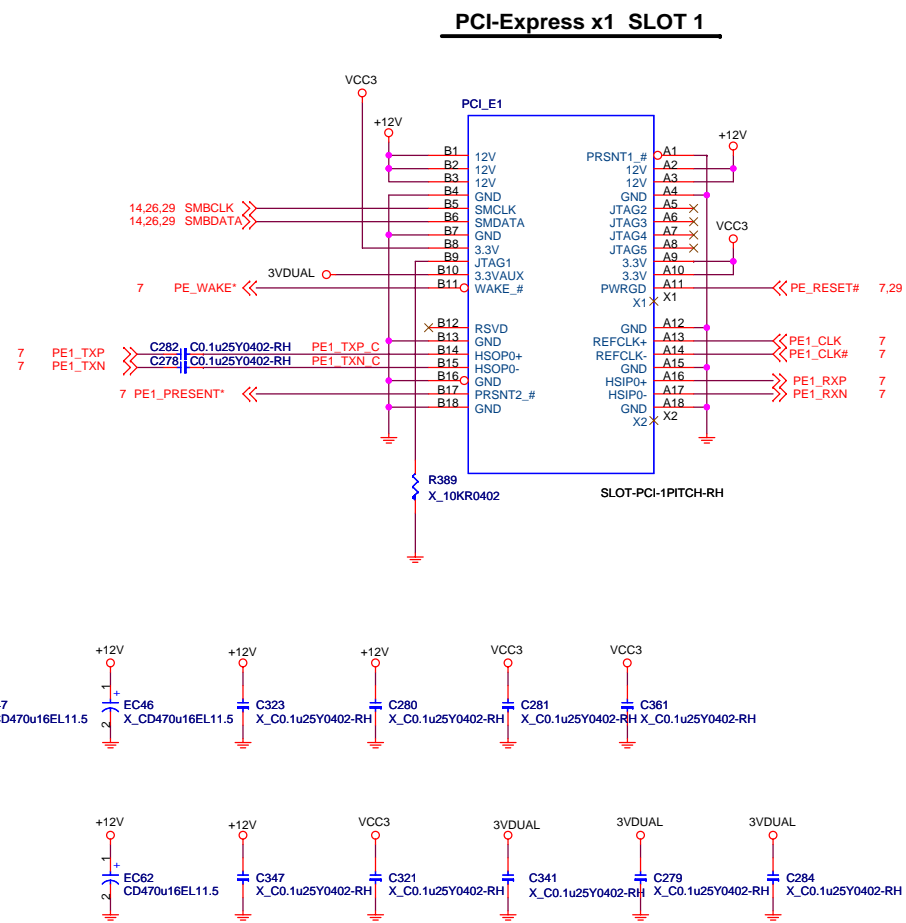 PCI-Express x1 SLOT 1
VCC3
PCI_E1
+12V
+12V
B1 12V PRSNT1_# A1
B2 12V 12V A2
B3 12V 12V A3
B4 GND GND A4
14,26,29 SMBCLK B5 SMCLK JTAG2 A5
14,26,29 SMBDATA B6 SMDATA JTAG3 A6
B7 GND JTAG4 A7
VCC3
B8 3.3V JTAG5 A8
B9 JTAG1 3.3V A9
3VDUAL B10 3.3VAUX 3.3V A10
7 PE_WAKE* B11 WAKE_# PWRGD A11 PE_RESET# 7,29
X1 X1
B12 RSVD GND A12
B13 GND REFCLK+ A13 PE1_CLK 7
7 PE1_TXP C282 C0.1u25Y0402-RH PE1_TXP_C B14 HSOP0+ REFCLK- A14 PE1_CLK# 7
7 PE1_TXN C278 C0.1u25Y0402-RH PE1_TXN_C B15 HSOP0- GND A15
B16 GND HSIP0+ A16 PE1_RXP 7
7 PE1_PRESENT* B17 PRSNT2_# HSIP0- A17 PE1_RXN 7
B18 GND GND A18
X2 X2
R389
X_10KR0402
SLOT-PCI-1PITCH-RH
+12V +12V +12V VCC3 VCC3
7 1 + EC46 C323 C280 C281 C361
D470u16EL11.5 2 X_CD470u16EL11.5 X_C0.1u25Y0402-RH X_C0.1u25Y0402-RH X_C0.1u25Y0402-RH X_C0.1u25Y0402-RH
+12V +12V VCC3 3VDUAL 3VDUAL 3VDUAL
1 + EC62 C347 C321 C341 C279 C284
2 CD470u16EL11.5 X_C0.1u25Y0402-RH X_C0.1u25Y0402-RH X_C0.1u25Y0402-RH X_C0.1u25Y0402-RH X_C0.1u25Y0402-RH